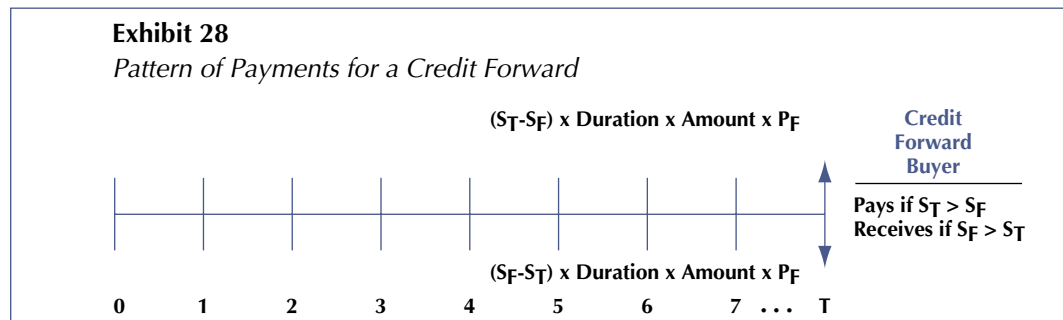 Exhibit 28
Pattern of Payments for a Credit Forward
(ST-SF) x Duration x Amount x PF
Credit
Forward
Buyer
Pays if ST > SF
Receives if SF > ST
(SF-ST) x Duration x Amount x PF
0 1 2 3 4 5 6 7 ... T